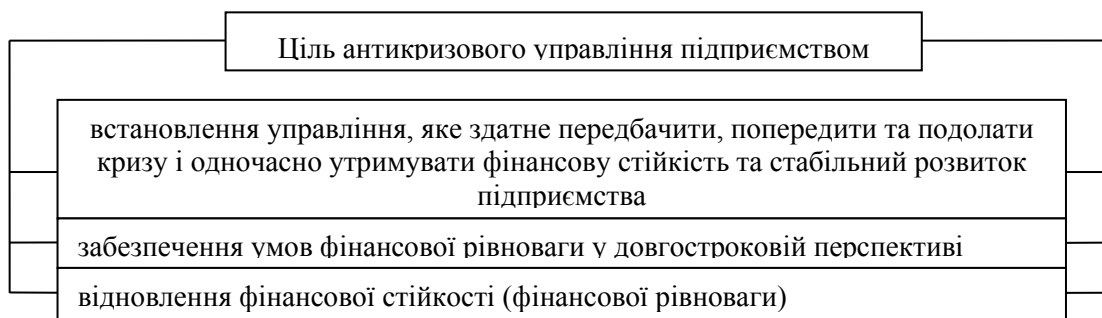 Ціль антикризового управління підприємством
встановлення управління, яке здатне передбачити, попередити та подолати
кризу і одночасно утримувати фінансову стійкість та стабільний розвиток
підприємства
забезпечення умов фінансової рівноваги у довгостроковій перспективі
відновлення фінансової стійкості (фінансової рівноваги)